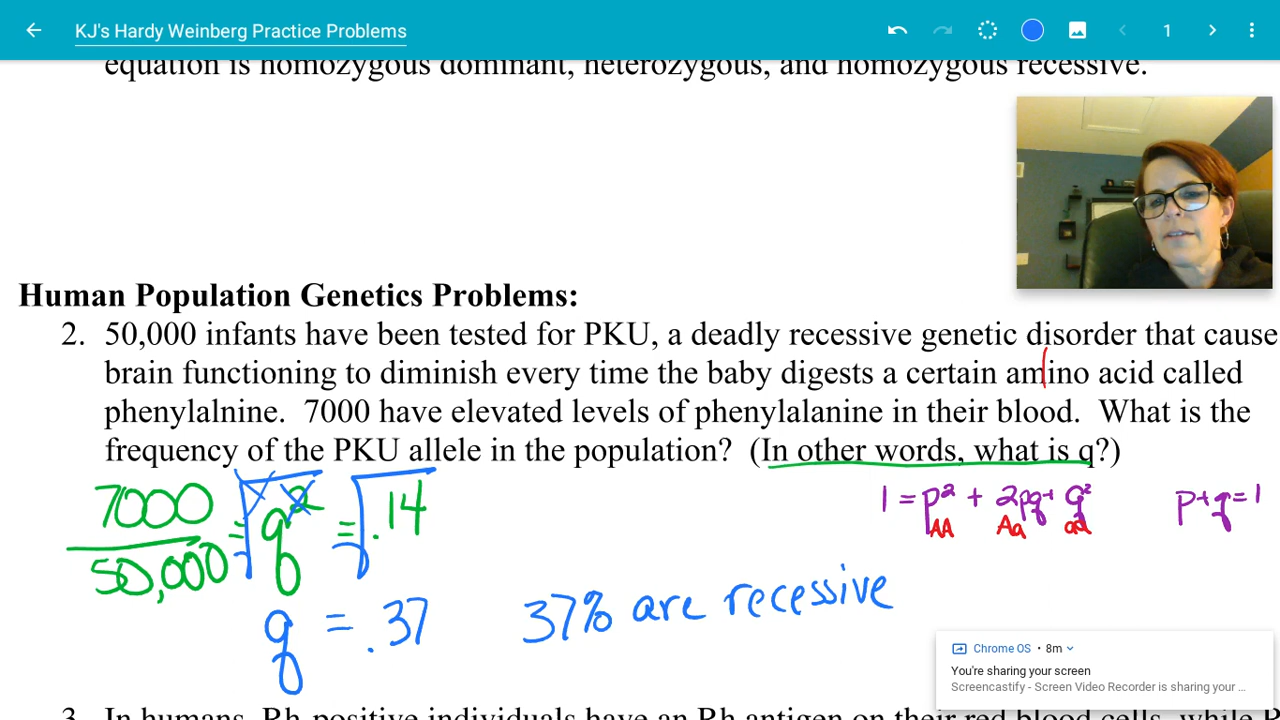 KJ's Hardy Weinberg Practice Problems
1
equation is homozygous dominant, heterozygous, and homozygous recessive.
Human Population Genetics Problems:
2. 50,000 infants have been tested for PKU, a deadly recessive genetic disorder that cause
brain functioning to diminish every time the baby digests a certain amino acid called
phenylalnine. 7000 have elevated levels of phenylalanine in their blood. What is the
frequency of the PKU allele in the population? (In other words, what is q?)
7000/50,000 = √q² = √.14
1 = p² + 2pq + q²
AA Aa aa
p+q=1
q = .37 37% are recessive
Chrome OS • 8m
You're sharing your screen
Screencastify - Screen Video Recorder is sharing your ...
3. In humans, Rh-positive individuals have an Rh antigen on their red blood cells, while R